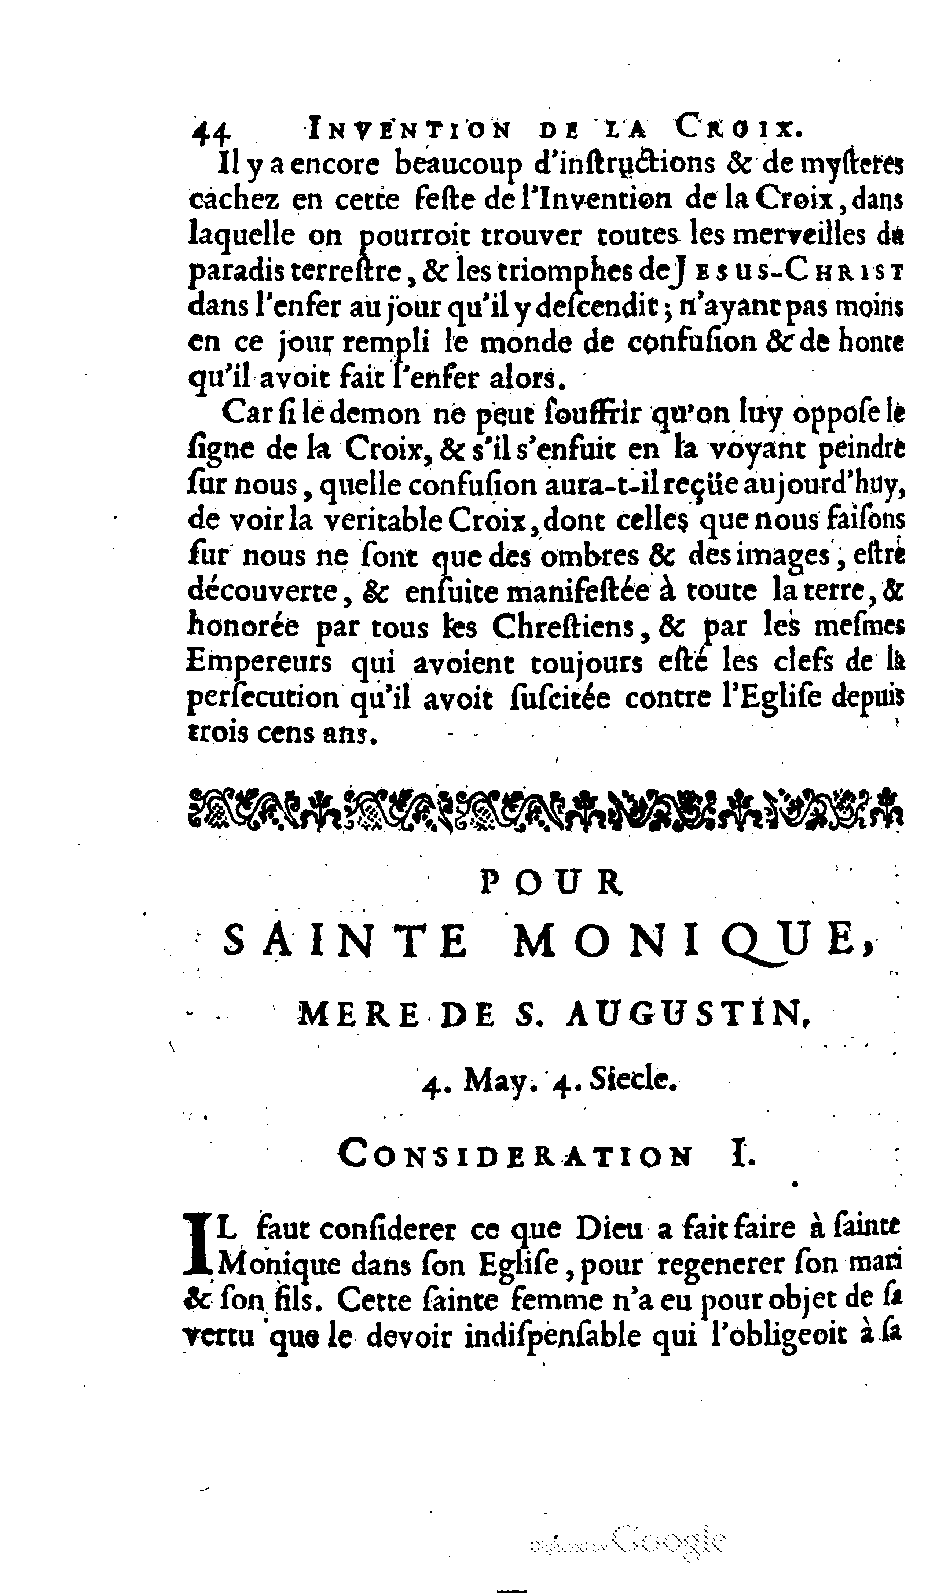 44 INVENTION DE LA CROIX.
Il y a encore beaucoup d'inſtructions & de myſteres
cachez en cette feſte de l'Invention de la Croix, dans
laquelle on pourroit trouver toutes les merveilles du
paradis terreſtre, & les triomphes de JESUS-CHRIST
dans l'enfer au jour qu'il y deſcendit; n'ayant pas moins
en ce jour rempli le monde de confuſion & de honte
qu'il avoit fait l'enfer alors.
Car ſi le demon ne peut ſouffrir qu'on luy oppoſe le
ſigne de la Croix, & s'il s'enfuit en la voyant peindre
ſur nous, quelle confuſion aura-t-il reçüe aujourd'huy,
de voir la veritable Croix, dont celles que nous faiſons
ſur nous ne ſont que des ombres & des images, eſtre
découverte, & enſuite manifeſtée à toute la terre, &
honorée par tous les Chreſtiens, & par les meſmes
Empereurs qui avoient toujours eſté les clefs de la
perſecution qu'il avoit ſuſcitée contre l'Egliſe depuis
trois cens ans.
POUR
SAINTE MONIQUE,
MERE DE S. AUGUSTIN,
4. May. 4. Siecle.
CONSIDERATION I.
IL faut conſiderer ce que Dieu a fait faire à ſainte
Monique dans ſon Egliſe, pour regenerer ſon mari
& ſon fils. Cette ſainte femme n'a eu pour objet de ſa
vertu que le devoir indiſpenſable qui l'obligeoit à ſa
Google